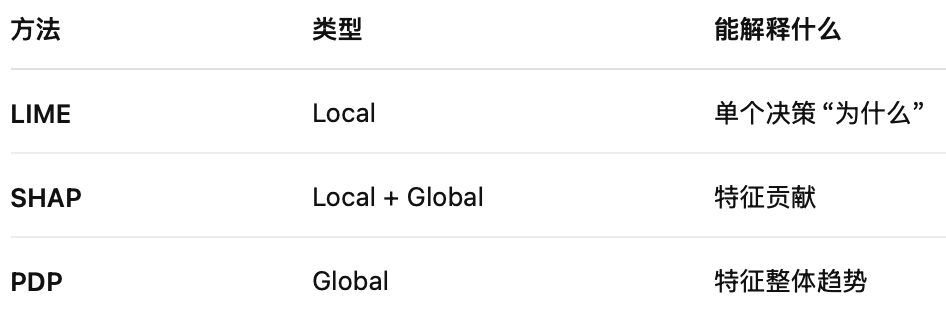 方法 类型 能解释什么
LIME Local 单个决策 “为什么”
SHAP Local + Global 特征贡献
PDP Global 特征整体趋势